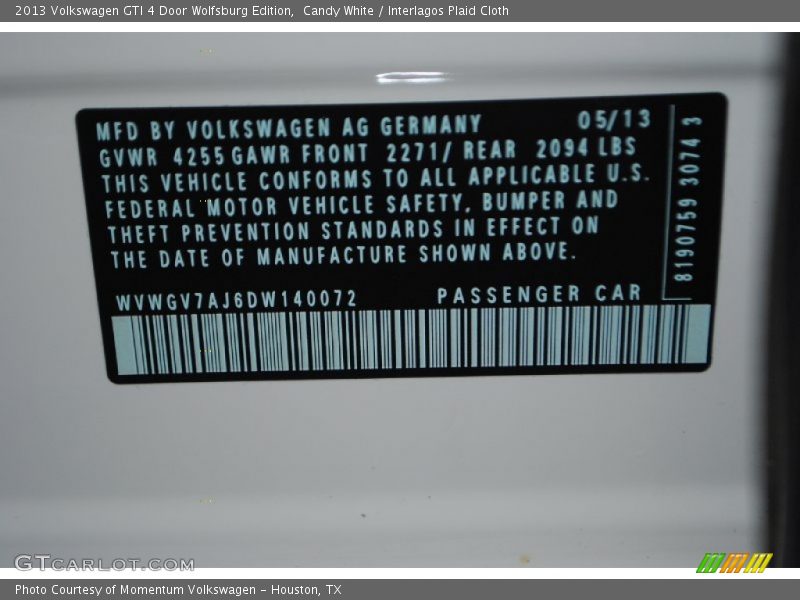 2013 Volkswagen GTI 4 Door Wolfsburg Edition, Candy White / Interlagos Plaid Cloth
MFD BY VOLKSWAGEN AG GERMANY 05/13
GVWR 4255 GAWR FRONT 2271/ REAR 2094 LBS
THIS VEHICLE CONFORMS TO ALL APPLICABLE U.S.
FEDERAL MOTOR VEHICLE SAFETY, BUMPER AND
THEFT PREVENTION STANDARDS IN EFFECT ON
THE DATE OF MANUFACTURE SHOWN ABOVE.
8190759 30743
WVWGV7AJ6DW140072 PASSENGER CAR
GTCARLOT.COM
Photo Courtesy of Momentum Volkswagen – Houston, TX